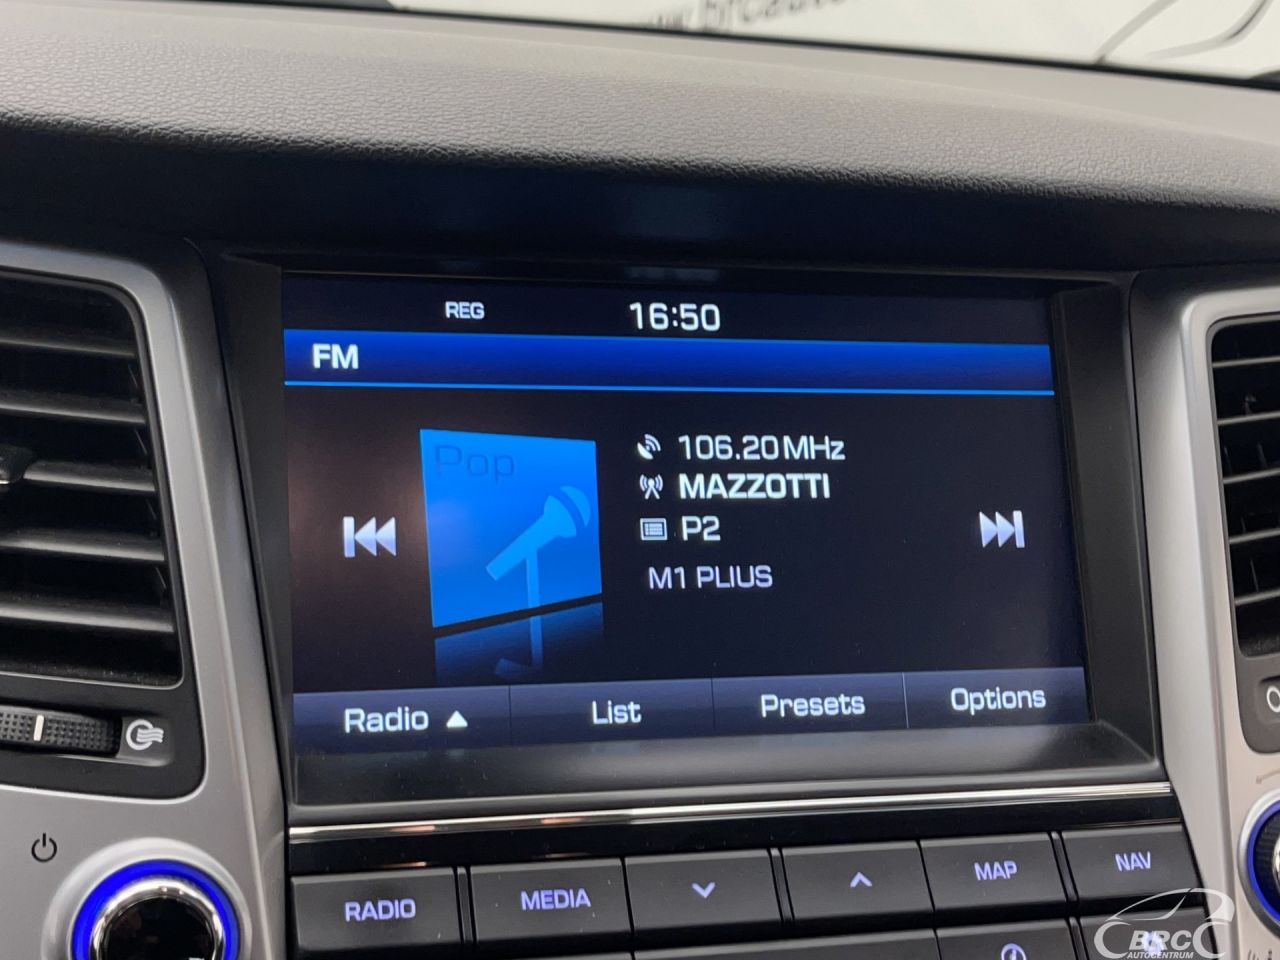 REG 16:50
FM
Pop
106.20MHz
MAZZOTTI
P2
M1 PLIUS
Radio List Presets Options
RADIO MEDIA MAP NAV
BRC
AUTOCENTRUM